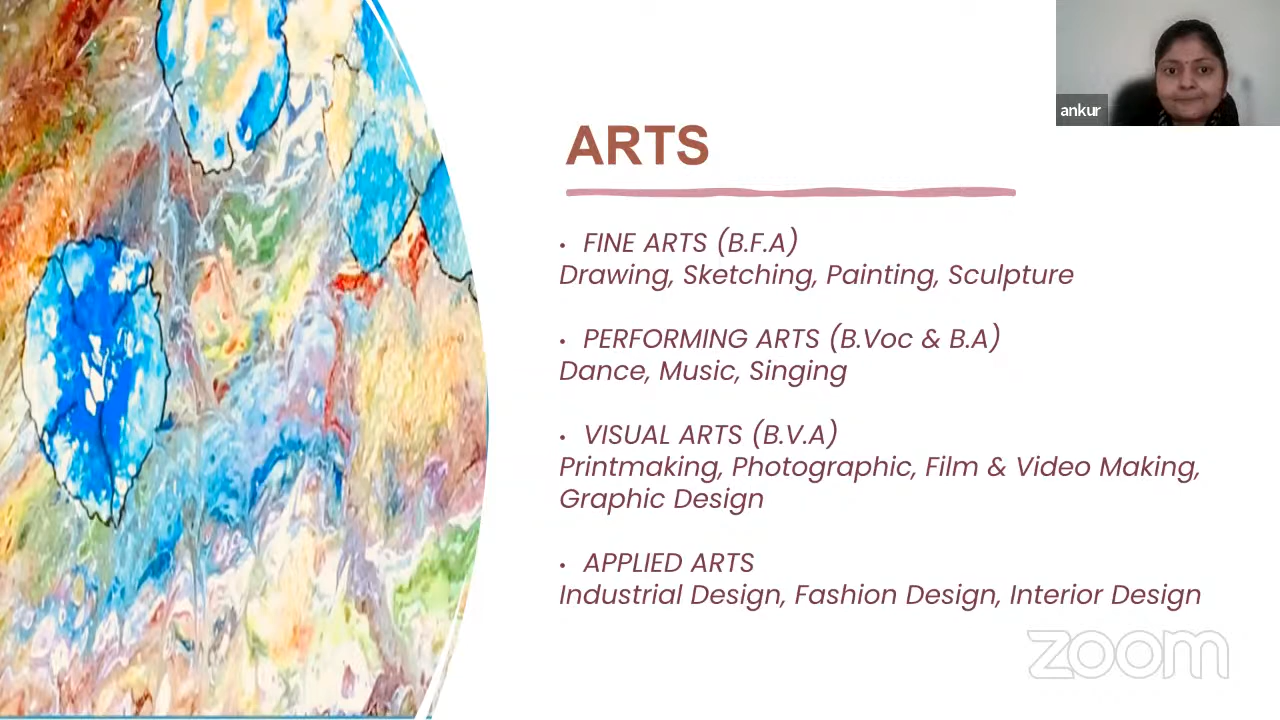 ankur
ARTS
• FINE ARTS (B.F.A)
Drawing, Sketching, Painting, Sculpture
• PERFORMING ARTS (B.Voc & B.A)
Dance, Music, Singing
• VISUAL ARTS (B.V.A)
Printmaking, Photographic, Film & Video Making,
Graphic Design
• APPLIED ARTS
Industrial Design, Fashion Design, Interior Design
zoom